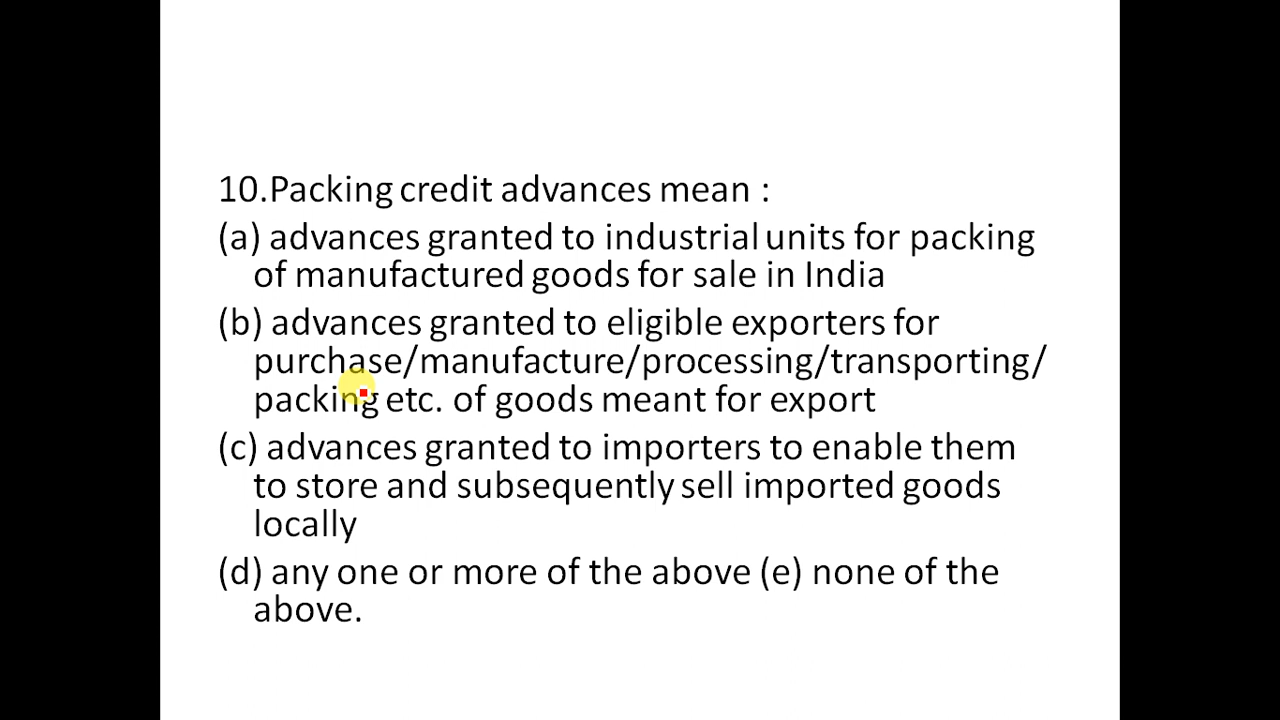 10.Packing credit advances mean :
(a) advances granted to industrial units for packing
of manufactured goods for sale in India
(b) advances granted to eligible exporters for
purchase/manufacture/processing/transporting/
packing etc. of goods meant for export
(c) advances granted to importers to enable them
to store and subsequently sell imported goods
locally
(d) any one or more of the above (e) none of the
above.